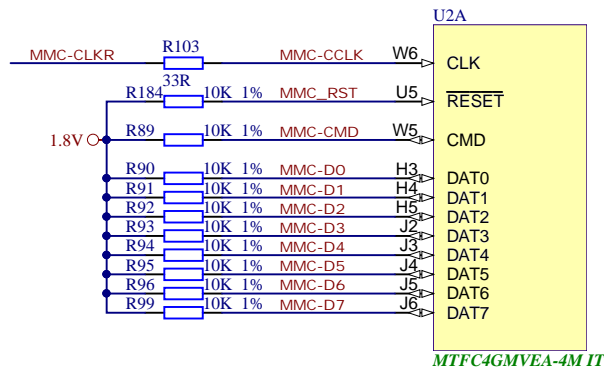 U2A
MMC-CLKR R103 MMC-CCLK W6 CLK
33R
R184 10K 1% MMC_RST U5 RESET
1.8V R89 10K 1% MMC-CMD W5 CMD
R90 10K 1% MMC-D0 H3 DAT0
R91 10K 1% MMC-D1 H4 DAT1
R92 10K 1% MMC-D2 H5 DAT2
R93 10K 1% MMC-D3 J2 DAT3
R94 10K 1% MMC-D4 J3 DAT4
R95 10K 1% MMC-D5 J4 DAT5
R96 10K 1% MMC-D6 J5 DAT6
R99 10K 1% MMC-D7 J6 DAT7
MTFC4GMVEA-4M IT